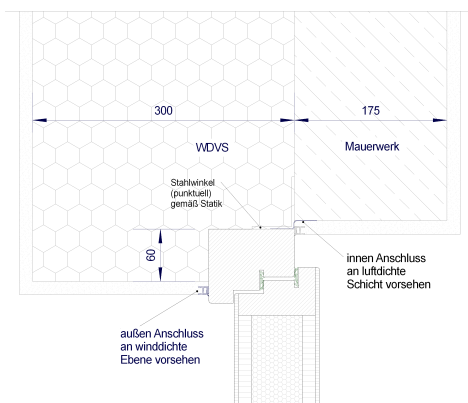 300
175
WDVS
Mauerwerk
Stahlwinkel
(punktuell)
gemäß Statik
60
innen Anschluss
an luftdichte
Schicht vorsehen
außen Anschluss
an winddichte
Ebene vorsehen